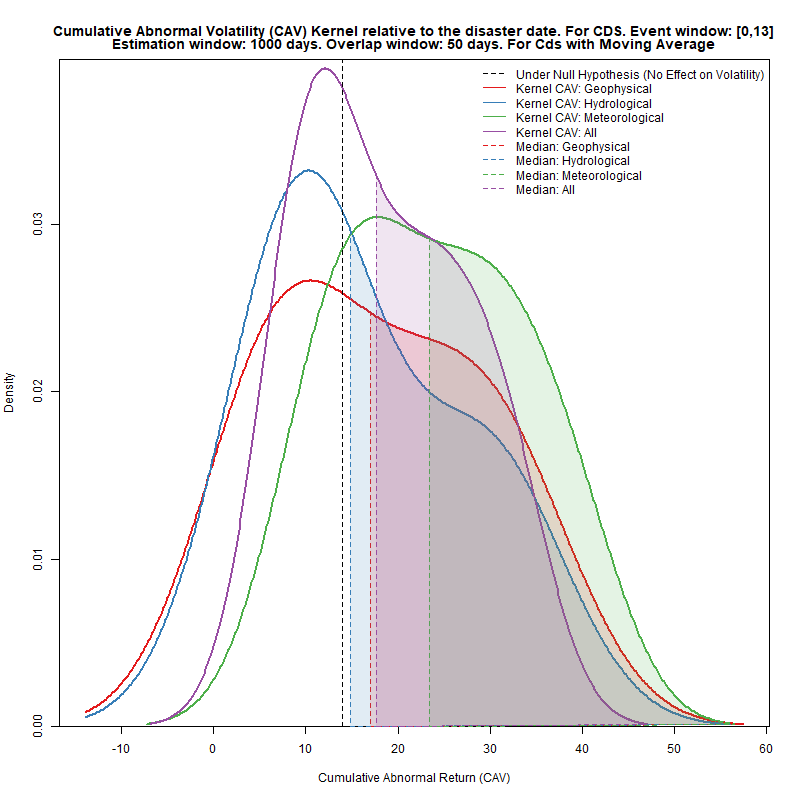 Cumulative Abnormal Volatility (CAV) Kernel relative to the disaster date. For CDS. Event window: [0,13]
Estimation window: 1000 days. Overlap window: 50 days. For Cds with Moving Average
Under Null Hypothesis (No Effect on Volatility)
Kernel CAV: Geophysical
Kernel CAV: Hydrological
Kernel CAV: Meteorological
Kernel CAV: All
Median: Geophysical
Median: Hydrological
Median: Meteorological
Median: All
0.03
0.02
0.01
0.00
Density
-10 0 10 20 30 40 50 60
Cumulative Abnormal Return (CAV)